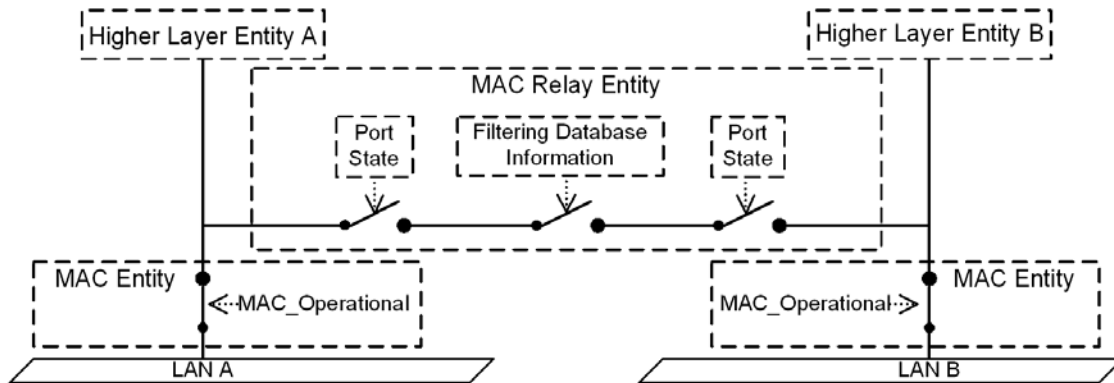 Higher Layer Entity A
Higher Layer Entity B
MAC Relay Entity
Port
State
Filtering Database
Information
Port
State
MAC Entity
MAC_Operational
MAC Entity
MAC_Operational
LAN A
LAN B